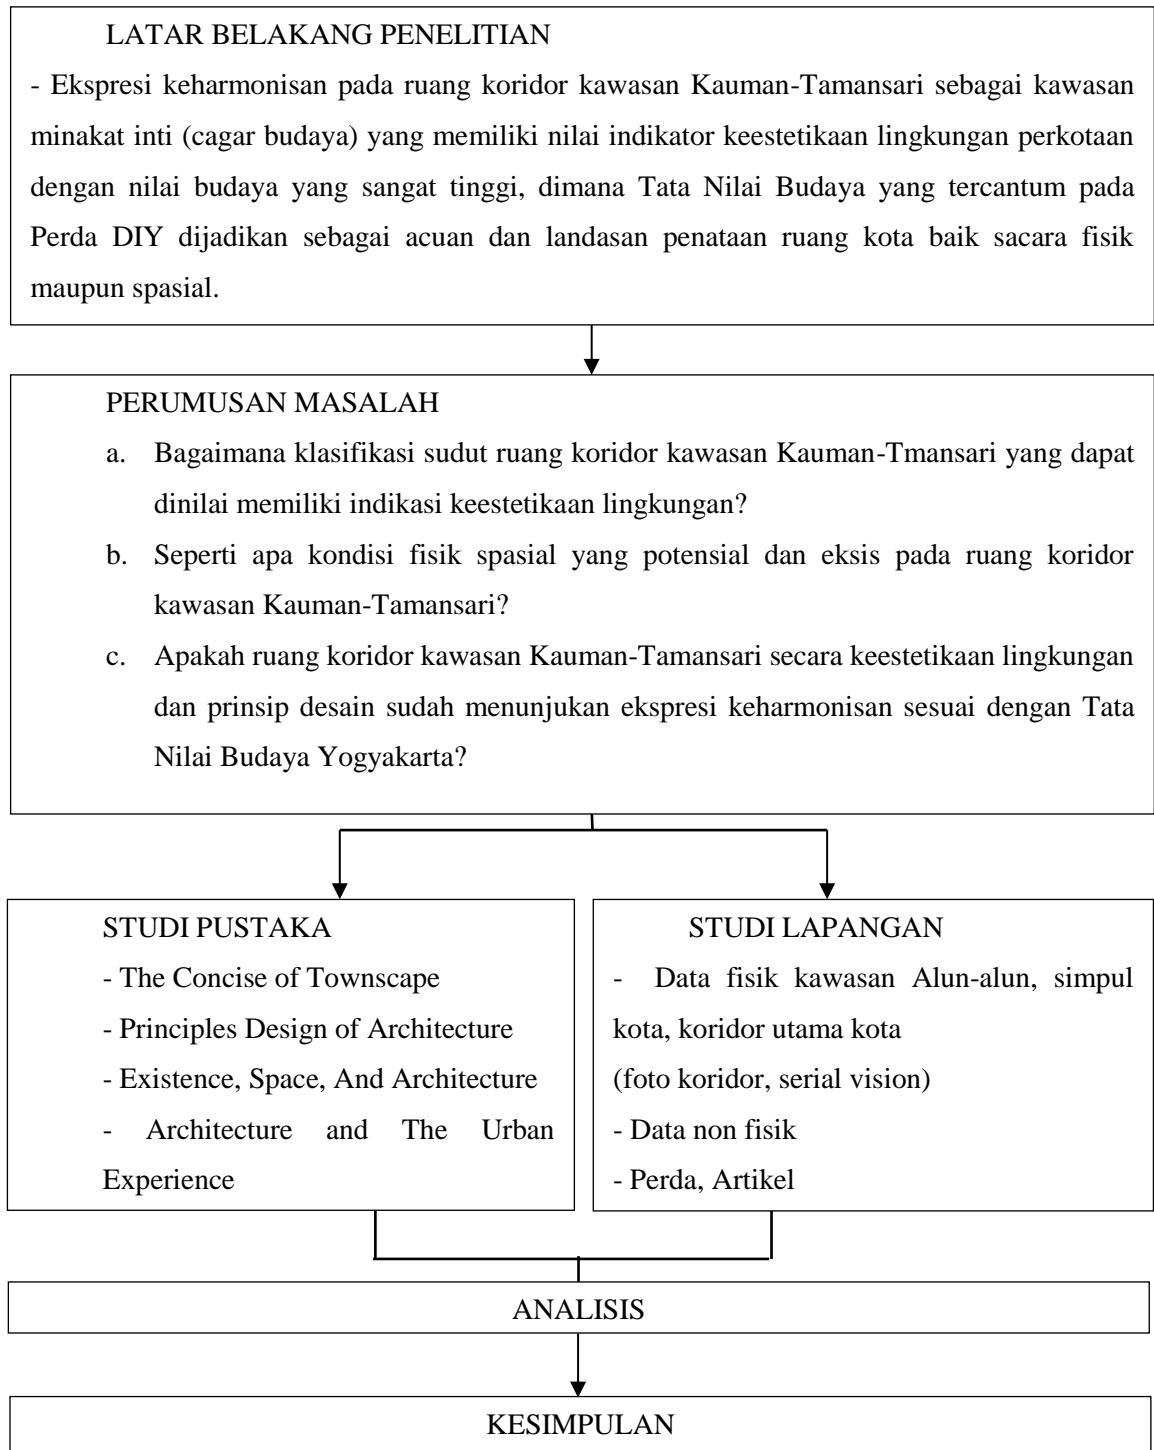 LATAR BELAKANG PENELITIAN
- Ekspresi keharmonisan pada ruang koridor kawasan Kauman-Tamansari sebagai kawasan
minakat inti (cagar budaya) yang memiliki nilai indikator keestetikaan lingkungan perkotaan
dengan nilai budaya yang sangat tinggi, dimana Tata Nilai Budaya yang tercantum pada
Perda DIY dijadikan sebagai acuan dan landasan penataan ruang kota baik sacara fisik
maupun spasial.
PERUMUSAN MASALAH
a. Bagaimana klasifikasi sudut ruang koridor kawasan Kauman-Tmansari yang dapat
dinilai memiliki indikasi keestetikaan lingkungan?
b. Seperti apa kondisi fisik spasial yang potensial dan eksis pada ruang koridor
kawasan Kauman-Tamansari?
c. Apakah ruang koridor kawasan Kauman-Tamansari secara keestetikaan lingkungan
dan prinsip desain sudah menunjukan ekspresi keharmonisan sesuai dengan Tata
Nilai Budaya Yogyakarta?
STUDI PUSTAKA
- The Concise of Townscape
- Principles Design of Architecture
- Existence, Space, And Architecture
- Architecture and The Urban
Experience
STUDI LAPANGAN
- Data fisik kawasan Alun-alun, simpul
kota, koridor utama kota
(foto koridor, serial vision)
- Data non fisik
- Perda, Artikel
ANALISIS
KESIMPULAN